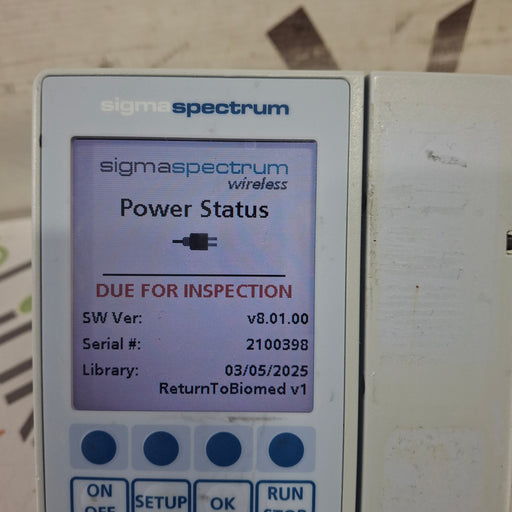 sigmaspectrum
sigmaspectrum
wireless
Power Status
DUE FOR INSPECTION
SW Ver: v8.01.00
Serial #: 2100398
Library: 03/05/2025
ReturnToBiomed v1
ON
OFF
SETUP
OK
RUN
STOP